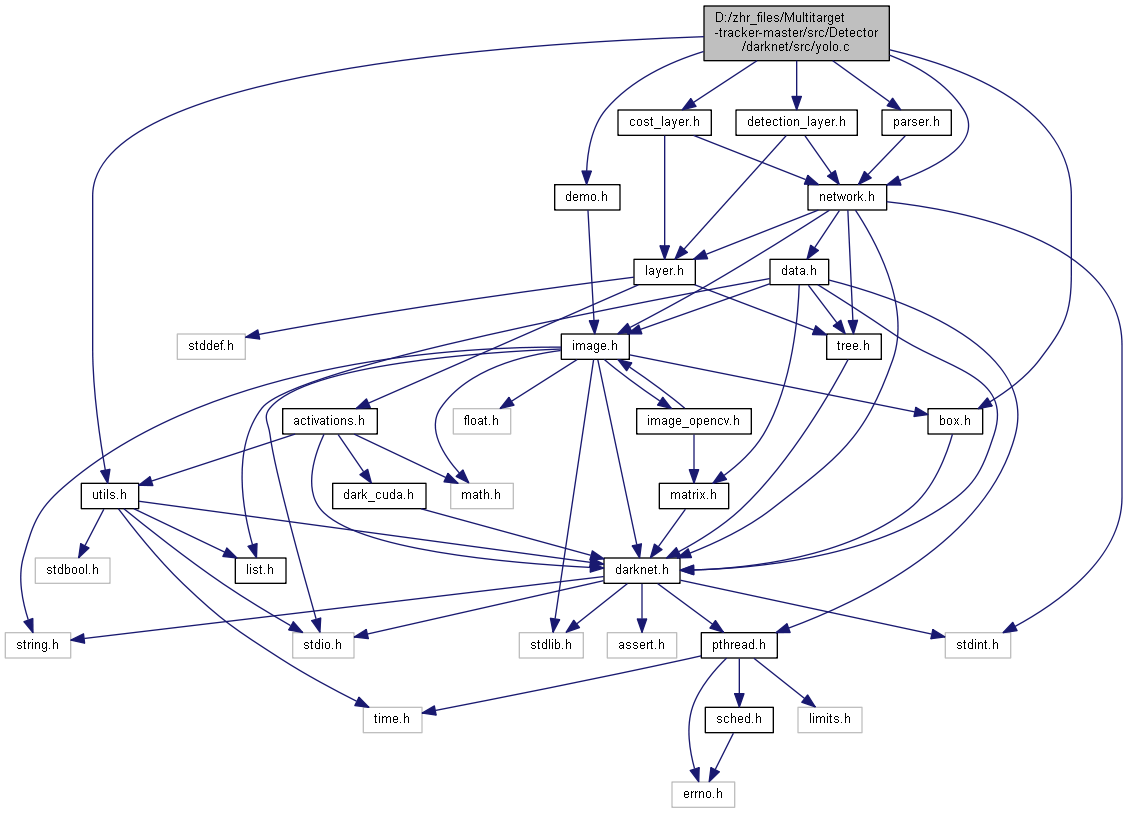 D:/zhr_files/Multitarget
-tracker-master/src/Detector
/darknet/src/yolo.c
cost_layer.h
detection_layer.h
parser.h
demo.h
network.h
layer.h
data.h
stddef.h
image.h
tree.h
activations.h
float.h
image_opencv.h
box.h
utils.h
dark_cuda.h
math.h
matrix.h
stdbool.h
list.h
darknet.h
string.h
stdio.h
stdlib.h
assert.h
pthread.h
stdint.h
time.h
sched.h
limits.h
errno.h